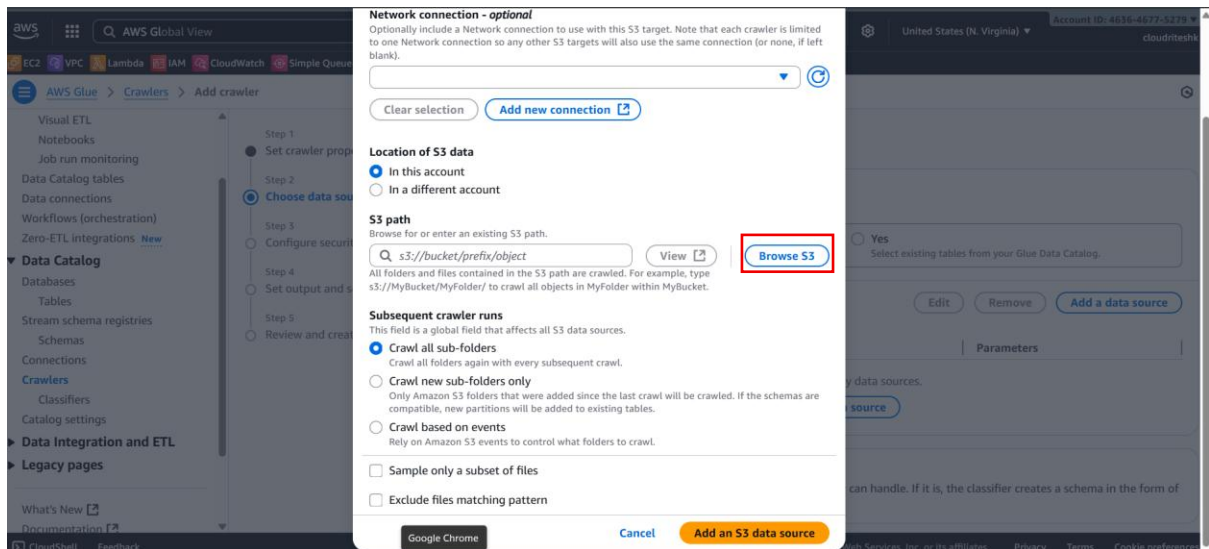 aws
AWS Global View
United States (N. Virginia)
Account ID: 4636-4677-5279
cloudriteshk
EC2 VPC Lambda IAM CloudWatch Simple Queue
AWS Glue > Crawlers > Add crawler
Visual ETL
Notebooks
Job run monitoring
Data Catalog tables
Data connections
Workflows (orchestration)
Zero-ETL integrations New
Data Catalog
Databases
Tables
Stream schema registries
Schemas
Connections
Crawlers
Classifiers
Catalog settings
Data Integration and ETL
Legacy pages
What's New
Documentation
CloudShell Feedback
Step 1
Set crawler prop
Step 2
Choose data sou
Step 3
Configure securit
Step 4
Set output and s
Step 5
Review and creat
Network connection - optional
Optionally include a Network connection to use with this S3 target. Note that each crawler is limited
to one Network connection so any other S3 targets will also use the same connection (or none, if left
blank).
Clear selection
Add new connection
Location of S3 data
In this account
In a different account
S3 path
Browse for or enter an existing S3 path.
s3://bucket/prefix/object
View
Browse S3
All folders and files contained in the S3 path are crawled. For example, type
s3://MyBucket/MyFolder/ to crawl all objects in MyFolder within MyBucket.
Subsequent crawler runs
This field is a global field that affects all S3 data sources.
Crawl all sub-folders
Crawl all folders again with every subsequent crawl.
Crawl new sub-folders only
Only Amazon S3 folders that were added since the last crawl will be crawled. If the schemas are
compatible, new partitions will be added to existing tables.
Crawl based on events
Rely on Amazon S3 events to control what folders to crawl.
Sample only a subset of files
Exclude files matching pattern
Google Chrome
Cancel
Add an S3 data source
Yes
Select existing tables from your Glue Data Catalog.
Edit
Remove
Add a data source
Parameters
y data sources.
source
can handle. If it is, the classifier creates a schema in the form of
Web Services, Inc. or its affiliates. Privacy Terms Cookie preferences